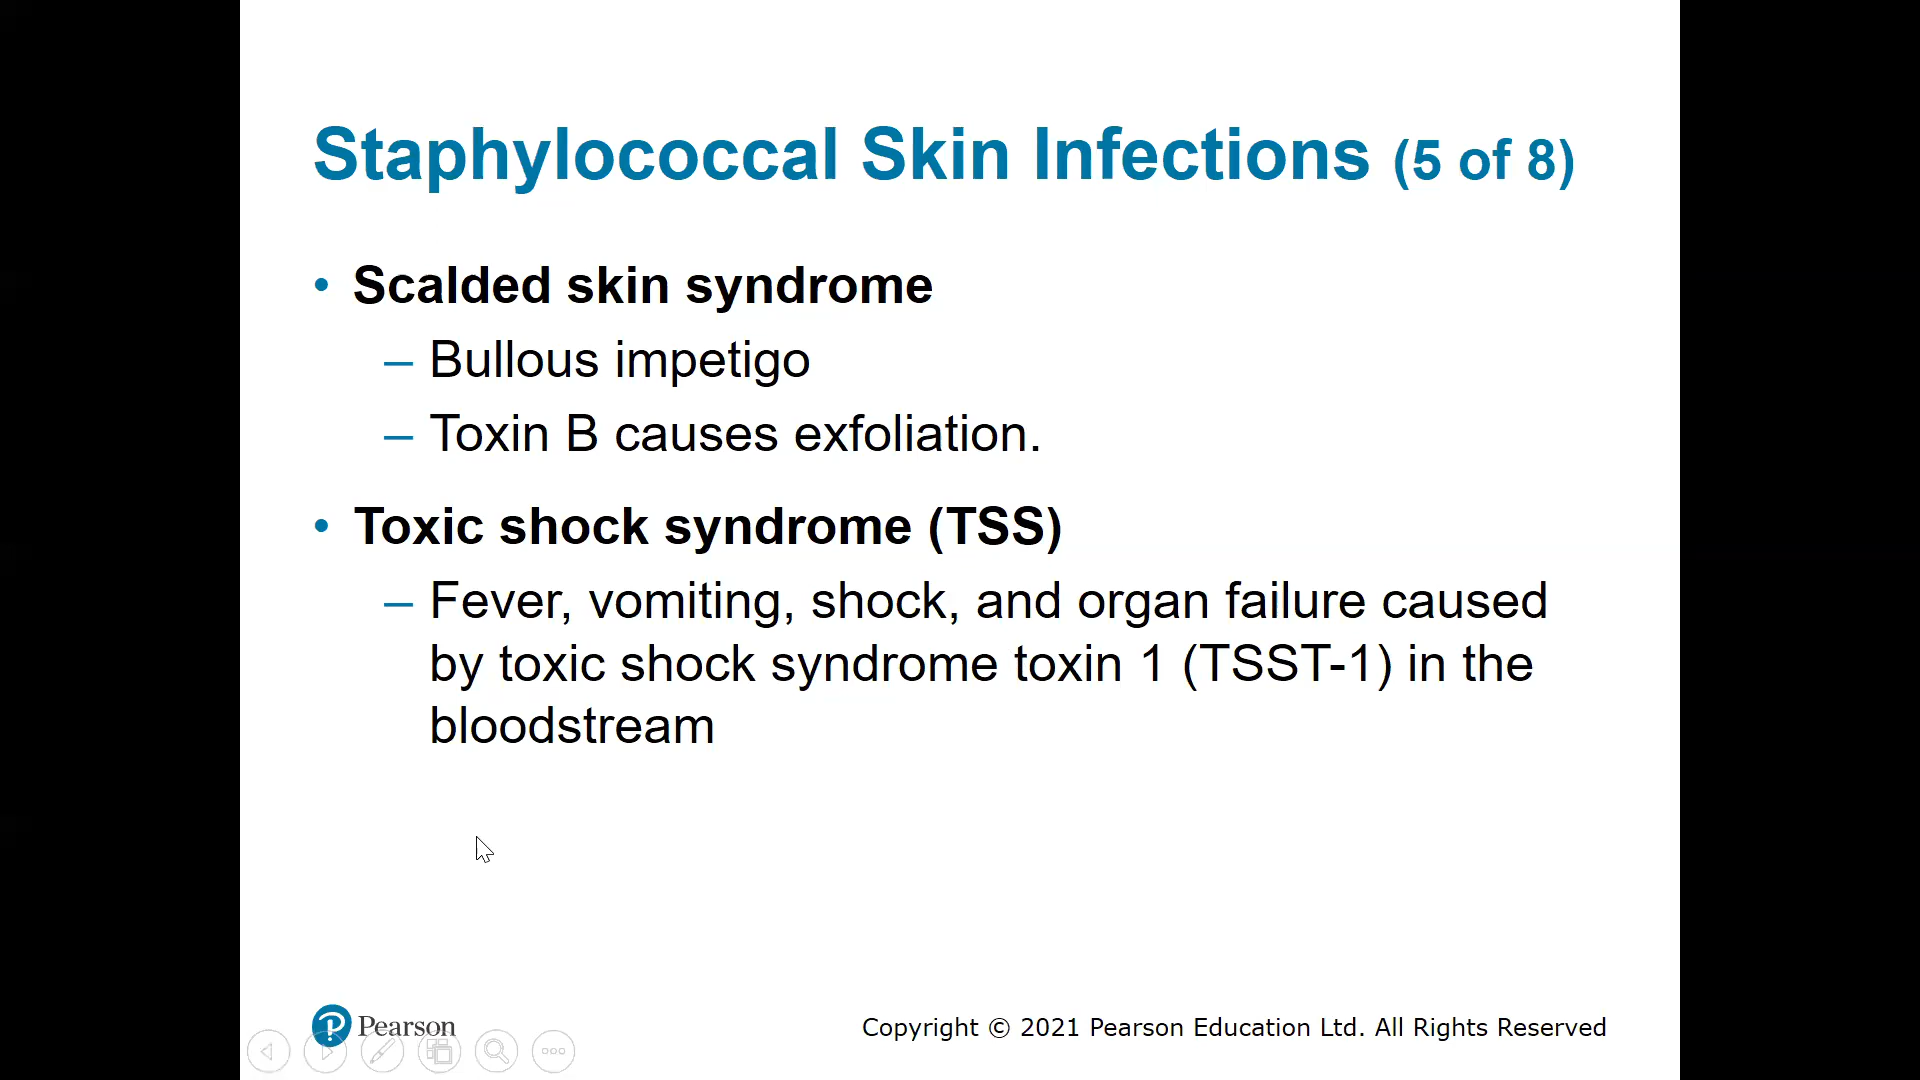 Staphylococcal Skin Infections (5 of 8)
• Scalded skin syndrome
– Bullous impetigo
– Toxin B causes exfoliation.
• Toxic shock syndrome (TSS)
– Fever, vomiting, shock, and organ failure caused
by toxic shock syndrome toxin 1 (TSST-1) in the
bloodstream
Pearson
Copyright © 2021 Pearson Education Ltd. All Rights Reserved